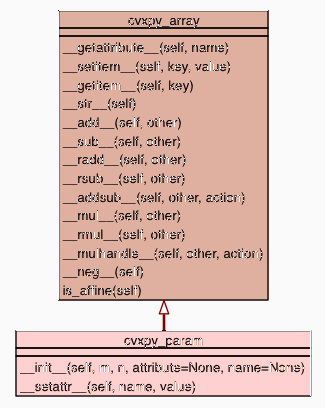 cvxpy_array
__getattribute__(self, name)
__setitem__(self, key, value)
__getitem__(self, key)
__str__(self)
__add__(self, other)
__sub__(self, other)
__radd__(self, other)
__rsub__(self, other)
__addsub__(self, other, action)
__mul__(self, other)
__rmul__(self, other)
__mulhandle__(self, other, action)
__neg__(self)
is_affine(self)
cvxpy_param
__init__(self, m, n, attribute=None, name=None)
__setattr__(self, name, value)